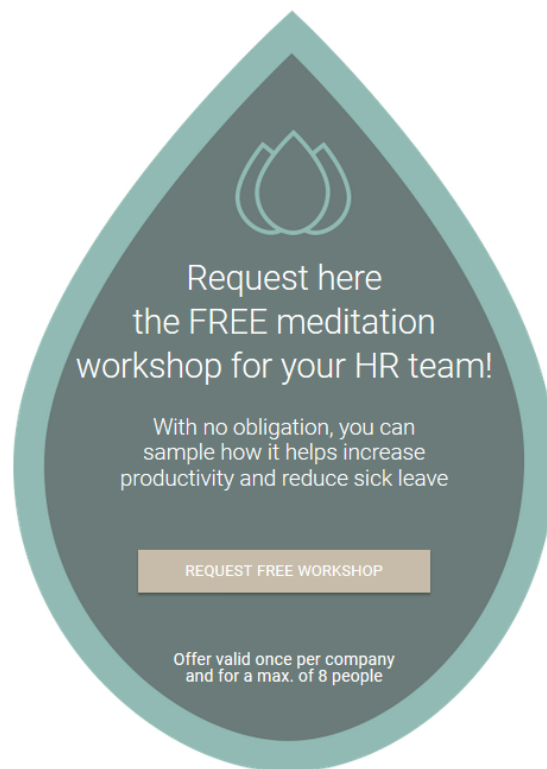 Request here
the FREE meditation
workshop for your HR team!
With no obligation, you can
sample how it helps increase
productivity and reduce sick leave
REQUEST FREE WORKSHOP
Offer valid once per company
and for a max. of 8 people